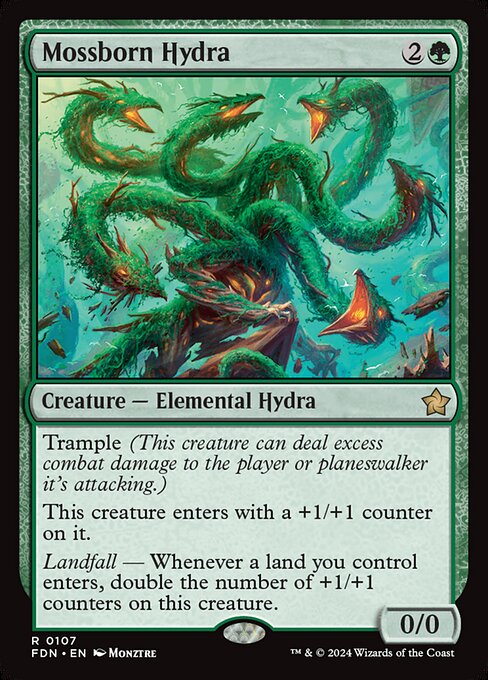 Mossborn Hydra 2
Creature — Elemental Hydra
Trample (This creature can deal excess
combat damage to the player or planeswalker
it's attacking.)
This creature enters with a +1/+1 counter
on it.
Landfall — Whenever a land you control
enters, double the number of +1/+1
counters on this creature.
0/0
R 0107
FDN • EN Monztre
™ & © 2024 Wizards of the Coast